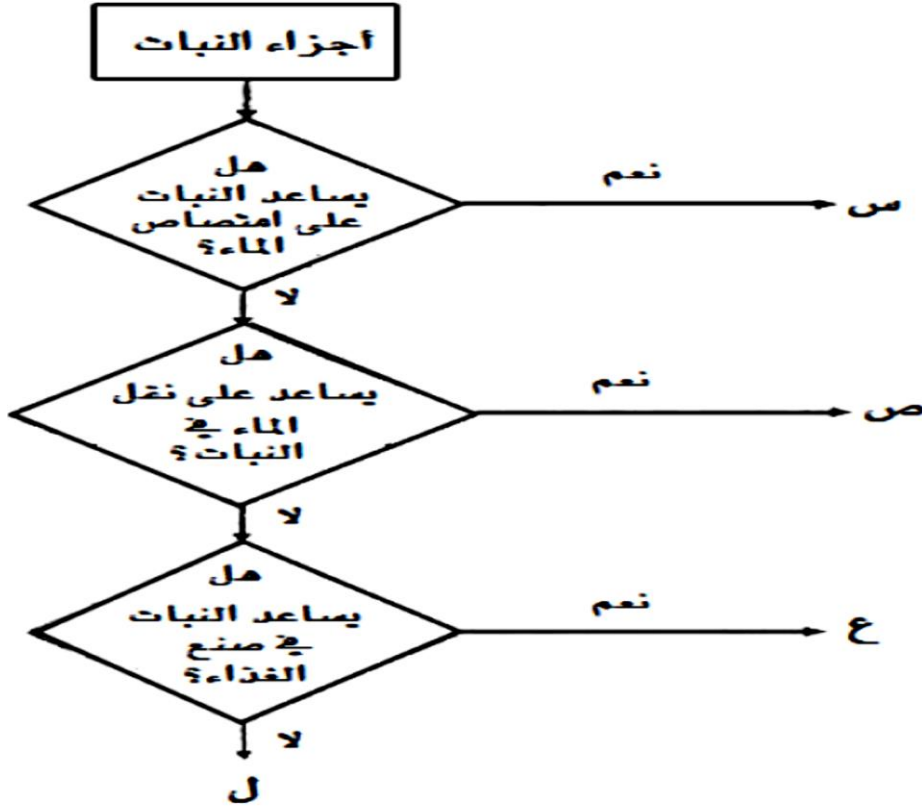 أجزاء النبات
هل
يساعد النبات
على امتصاص
الماء؟
نعم
س
لا
هل
يساعد على نقل
الماء في
النبات؟
نعم
ص
لا
هل
يساعد النبات
في صنع
الغذاء؟
نعم
ع
لا
ل